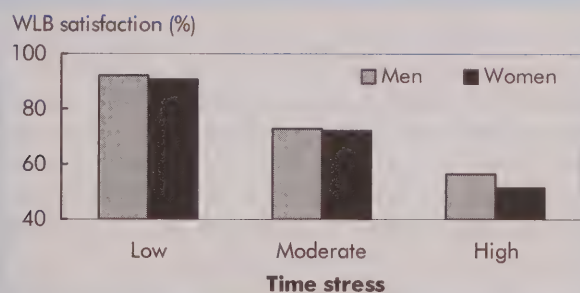 WLB satisfaction (%)
100
Men
Women
80
60
40
Low Moderate High
Time stress